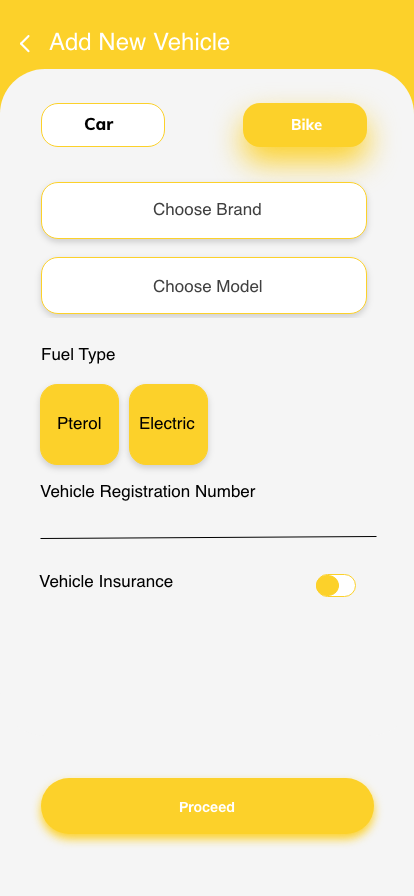 Add New Vehicle
Car
Bike
Choose Brand
Choose Model
Fuel Type
Pterol
Electric
Vehicle Registration Number
Vehicle Insurance
Proceed